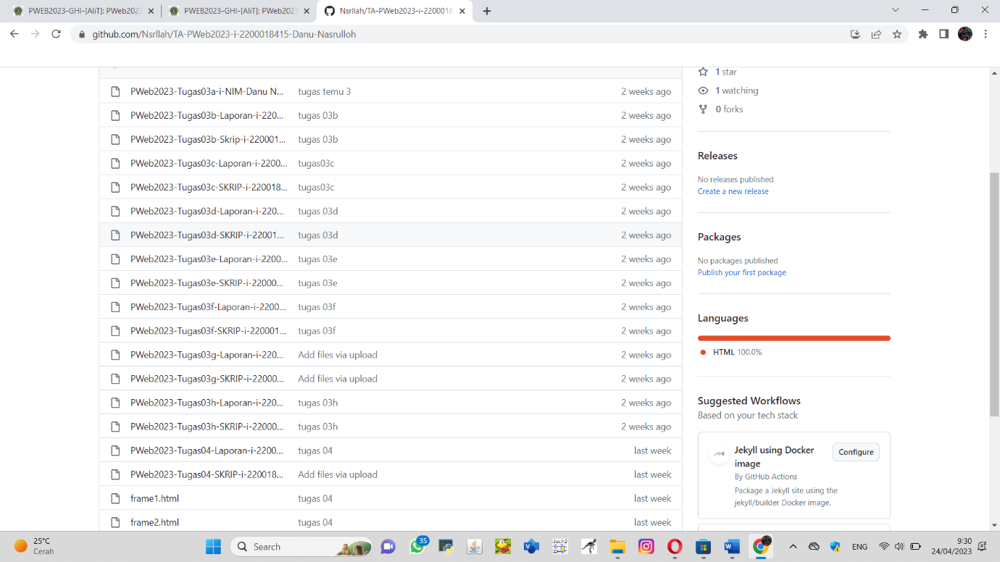 PWEB2023-GHI-[AliT]: PWeb2023
PWEB2023-GHI-[AliT]: PWeb2023
Nsrllah/TA-PWeb2023-i-2200018
github.com/Nsrllah/TA-PWeb2023-i-2200018415-Danu-Nasrulloh
PWeb2023-Tugas03a-i-NIM-Danu N... tugas temu 3 2 weeks ago
PWeb2023-Tugas03b-Laporan-i-220... tugas 03b 2 weeks ago
PWeb2023-Tugas03b-Skrip-i-220001... tugas 03b 2 weeks ago
PWeb2023-Tugas03c-Laporan-i-2200... tugas03c 2 weeks ago
PWeb2023-Tugas03c-SKRIP-i-220018... tugas03c 2 weeks ago
PWeb2023-Tugas03d-Laporan-i-220... tugas 03d 2 weeks ago
PWeb2023-Tugas03d-SKRIP-i-22001... tugas 03d 2 weeks ago
PWeb2023-Tugas03e-Laporan-i-2200... tugas 03e 2 weeks ago
PWeb2023-Tugas03e-SKRIP-i-22000... tugas 03e 2 weeks ago
PWeb2023-Tugas03f-Laporan-i-2200... tugas 03f 2 weeks ago
PWeb2023-Tugas03f-SKRIP-i-220001... tugas 03f 2 weeks ago
PWeb2023-Tugas03g-Laporan-i-220... Add files via upload 2 weeks ago
PWeb2023-Tugas03g-SKRIP-i-22000... Add files via upload 2 weeks ago
PWeb2023-Tugas03h-Laporan-i-220... tugas 03h 2 weeks ago
PWeb2023-Tugas03h-SKRIP-i-22000... tugas 03h 2 weeks ago
PWeb2023-Tugas04-Laporan-i-2200... tugas 04 last week
PWeb2023-Tugas04-SKRIP-i-220018... Add files via upload last week
frame1.html tugas 04 last week
frame2.html tugas 04 last week
1 star
1 watching
0 forks
Releases
No releases published
Create a new release
Packages
No packages published
Publish your first package
Languages
HTML 100.0%
Suggested Workflows
Based on your tech stack
Jekyll using Docker
image
Configure
By GitHub Actions
Package a Jekyll site using the
jekyll/builder Docker image.
25°C
Cerah
Search
35
ENG
9:30
24/04/2023